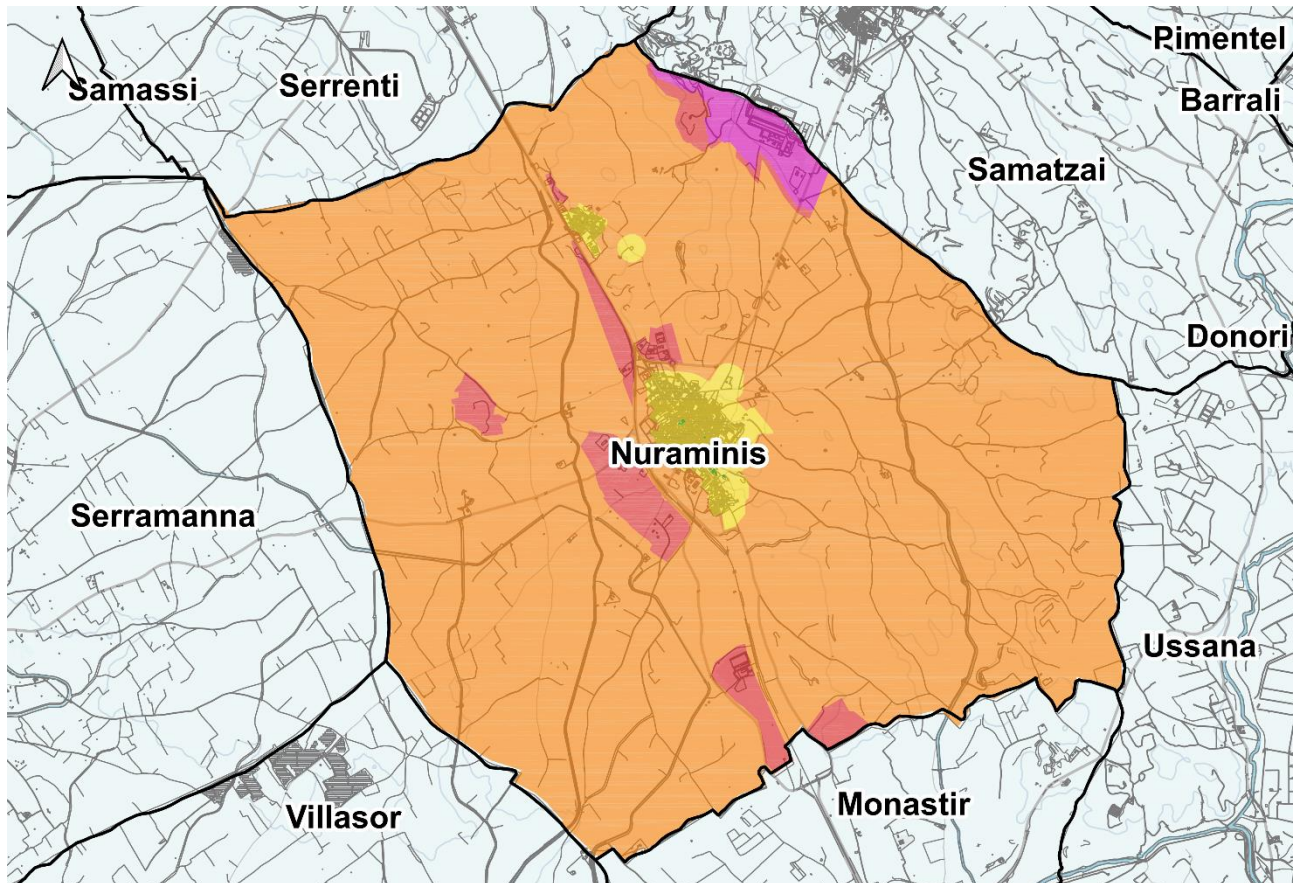 Pimentel
Serrenti
Samassi
Barrali
Samatzai
Donori
Nuraminis
Serramanna
Ussana
Monastir
Villasor